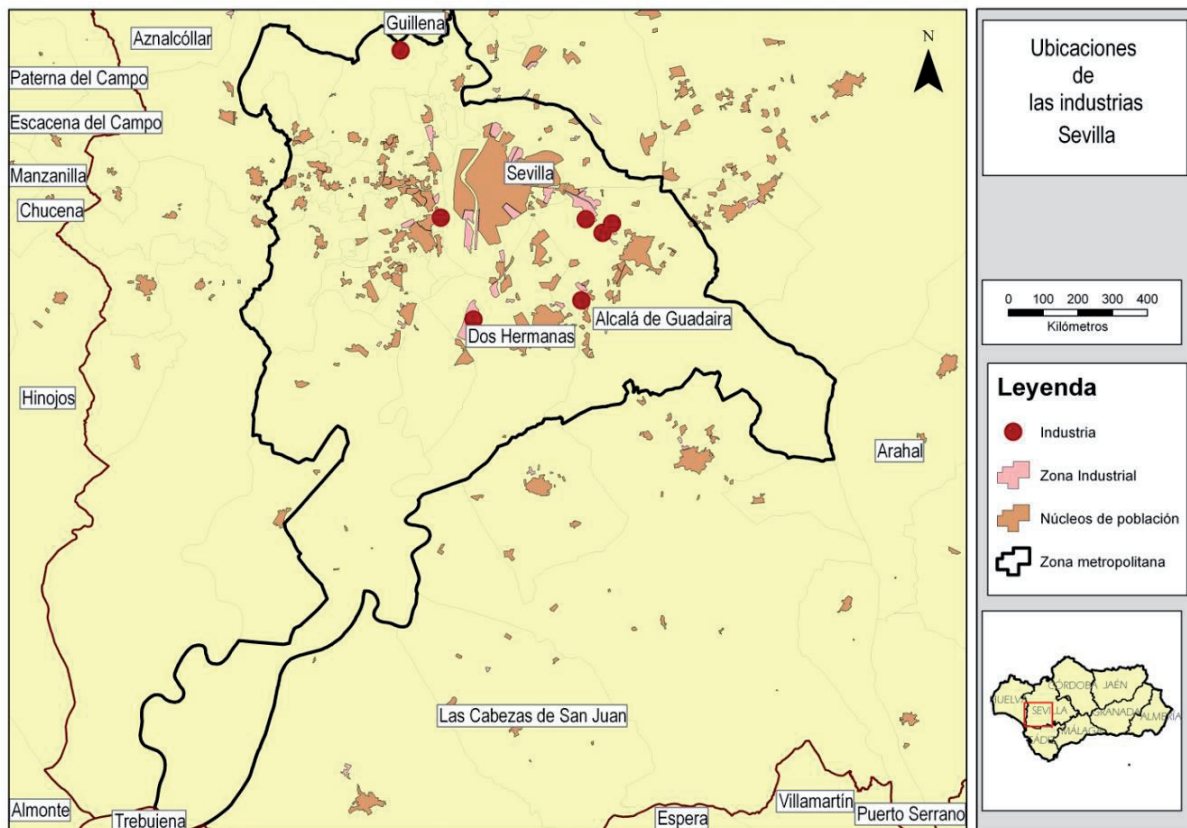 Guillena
Aznalcóllar
Paterna del Campo
Escacena del Campo
Manzanilla
Chucena
Sevilla
Alcalá de Guadaira
Dos Hermanas
Hinojos
Arahal
Las Cabezas de San Juan
Almonte
Trebujena
Espera
Villamartín
Puerto Serrano
N
Ubicaciones
de
las industrias
Sevilla
0 100 200 300 400
Kilómetros
Leyenda
Industria
Zona Industrial
Núcleos de población
Zona metropolitana
CÓRDOBA
JAÉN
SEVILLA
GRANADA
ALMERÍA